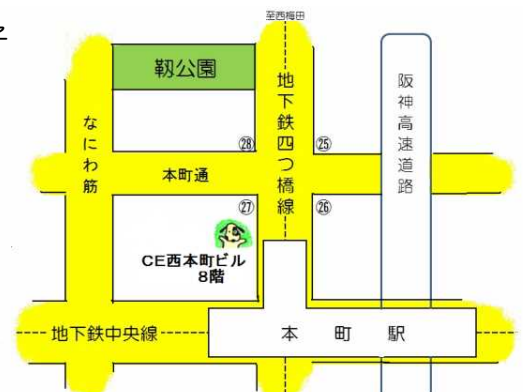 至西梅田
靭公園
地下鉄四つ橋線
阪神高速道路
なにわ筋
㉘
㉕
本町通
㉗
㉖
CE西本町ビル
8階
地下鉄中央線
本町駅